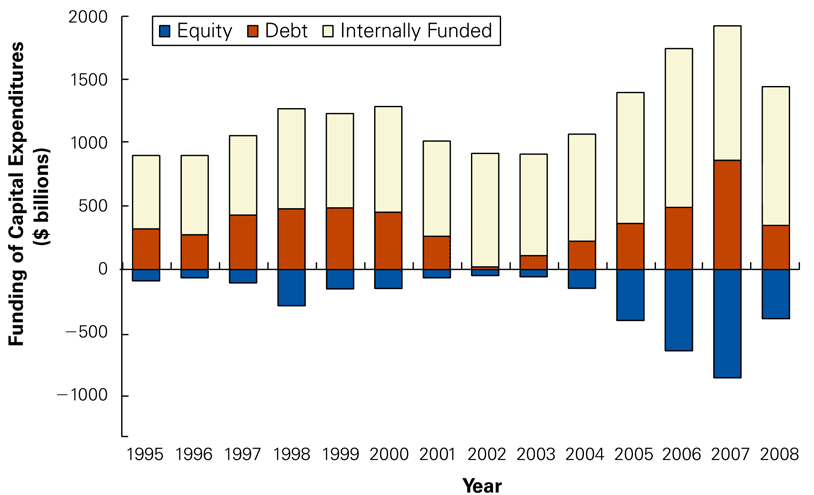 Equity Debt Internally Funded
Funding of Capital Expenditures
($ billions)
2000
1500
1000
500
0
−500
−1000
1995 1996 1997 1998 1999 2000 2001 2002 2003 2004 2005 2006 2007 2008
Year